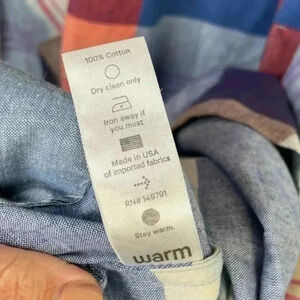 100% Cotton
Dry clean only
Iron away if
you must.
Made in USA
of imported fabrics
RN# 149791
Stay warm.
warm